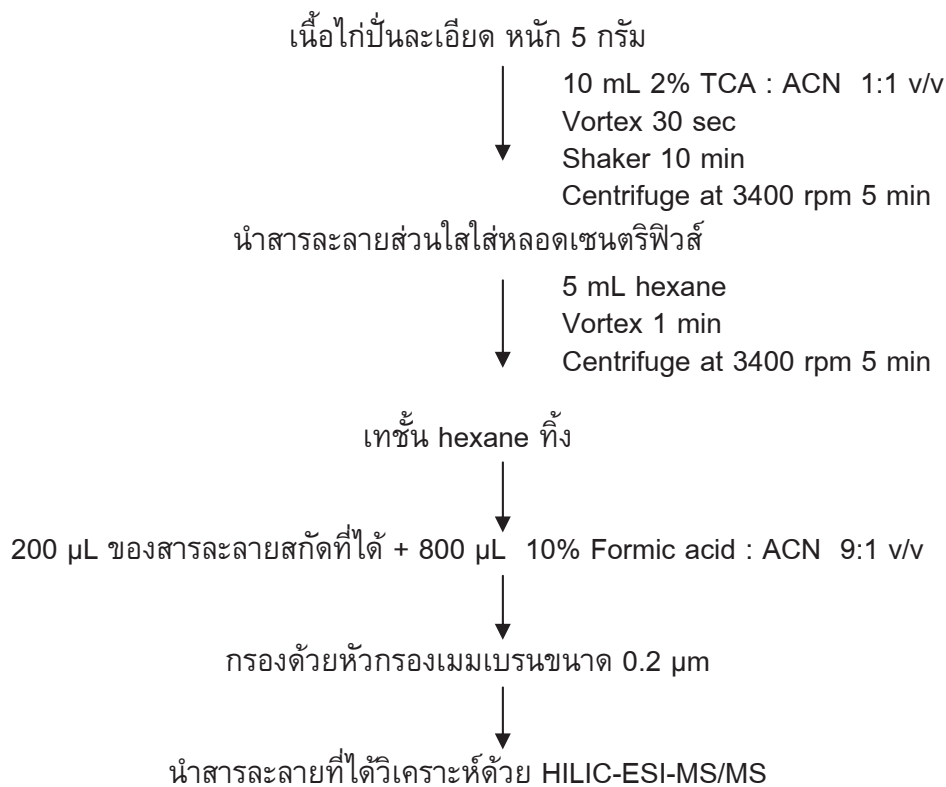 เนื้อไก่ปั่นละเอียด หนัก 5 กรัม
10 mL 2% TCA : ACN 1:1 v/v
Vortex 30 sec
Shaker 10 min
Centrifuge at 3400 rpm 5 min
นำสารละลายส่วนใสใส่หลอดเซนตริฟิวส์
5 mL hexane
Vortex 1 min
Centrifuge at 3400 rpm 5 min
เทชั้น hexane ทิ้ง
200 µL ของสารละลายสกัดที่ได้ + 800 µL 10% Formic acid : ACN 9:1 v/v
กรองด้วยหัวกรองเมมเบรนขนาด 0.2 µm
นำสารละลายที่ได้วิเคราะห์ด้วย HILIC-ESI-MS/MS